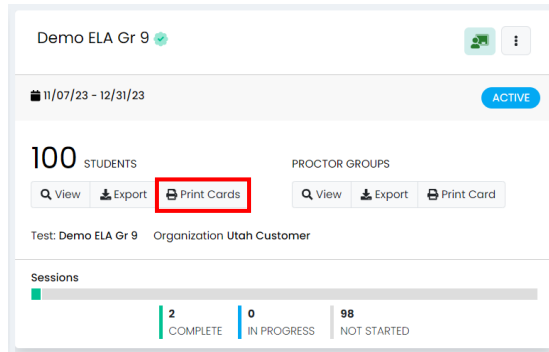 Demo ELA Gr 9
11/07/23 - 12/31/23
ACTIVE
100 STUDENTS
PROCTOR GROUPS
View Export Print Cards
View Export Print Card
Test: Demo ELA Gr 9 Organization Utah Customer
Sessions
2
COMPLETE
0
IN PROGRESS
98
NOT STARTED